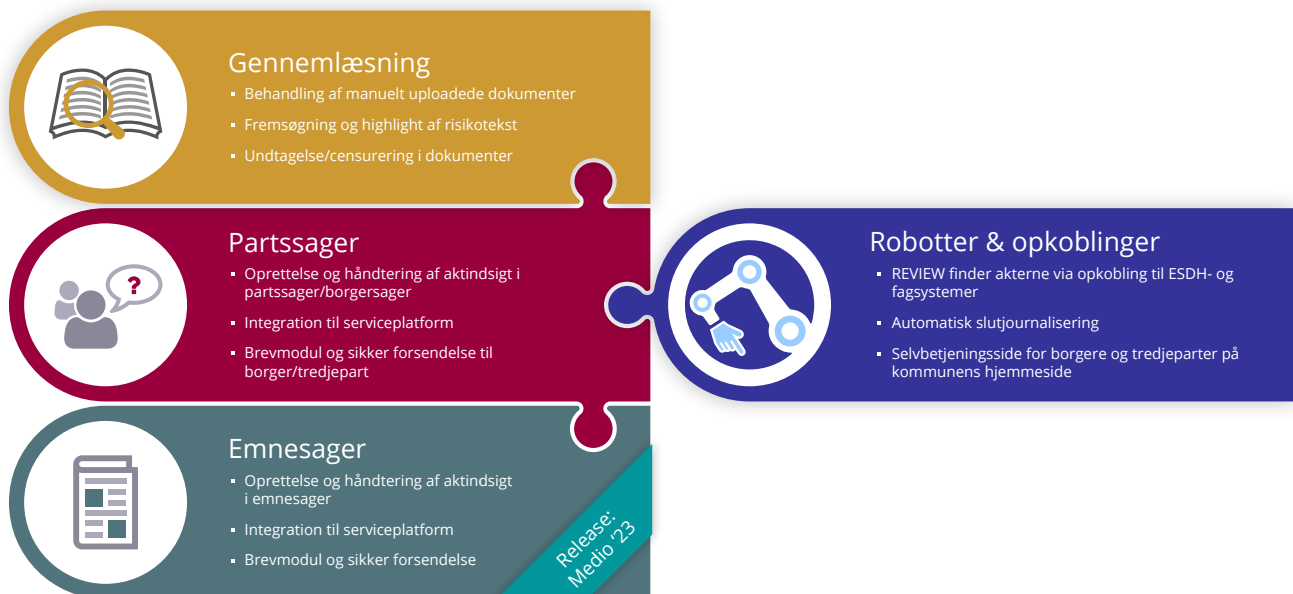 Gennemlæsning
▪ Behandling af manuelt uploadede dokumenter
▪ Fremsøgning og highlight af risikotekst
▪ Undtagelse/censurering i dokumenter
Partssager
▪ Oprettelse og håndtering af aktindsigt i
partssager/borgersager
▪ Integration til serviceplatform
▪ Brevmodul og sikker forsendelse til
borger/tredjepart
?
Emnesager
▪ Oprettelse og håndtering af aktindsigt
i emnesager
▪ Integration til serviceplatform
▪ Brevmodul og sikker forsendelse
Release:
Medio ‘23
Robotter & opkoblinger
▪ REVIEW finder akterne via opkobling til ESDH- og
fagsystemer
▪ Automatisk slutjournalisering
▪ Selvbetjeningsside for borgere og tredjeparter på
kommunens hjemmeside